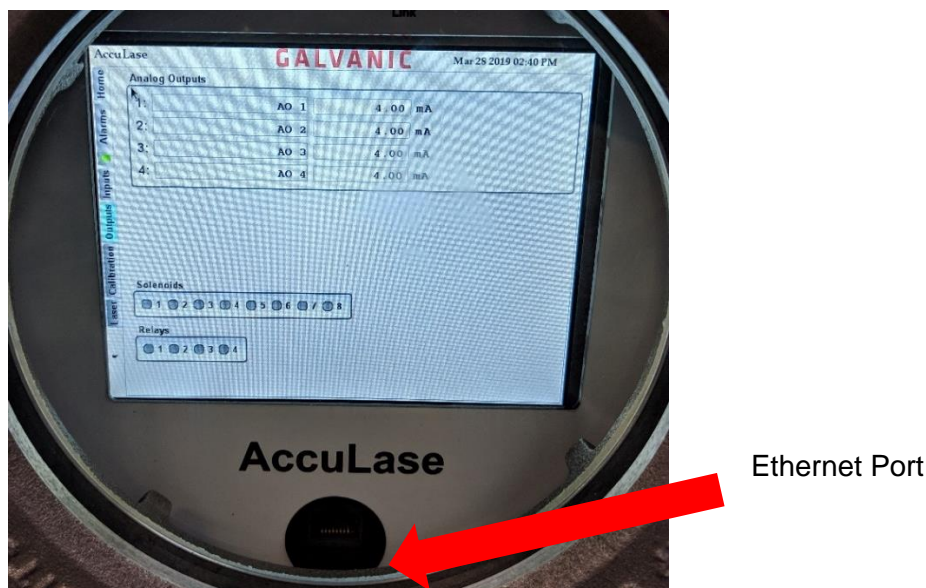 Link
AccuLase GALVANIC Mar 28 2019 02:40 PM
Home
Alarms
Inputs
Outputs
Calibration
Laser
Analog Outputs
1: AO 1 4.00 mA
2: AO 2 4.00 mA
3: AO 3 4.00 mA
4: AO 4 4.00 mA
Solenoids
1 2 3 4 5 6 7 8
Relays
1 2 3 4
AccuLase
Ethernet Port